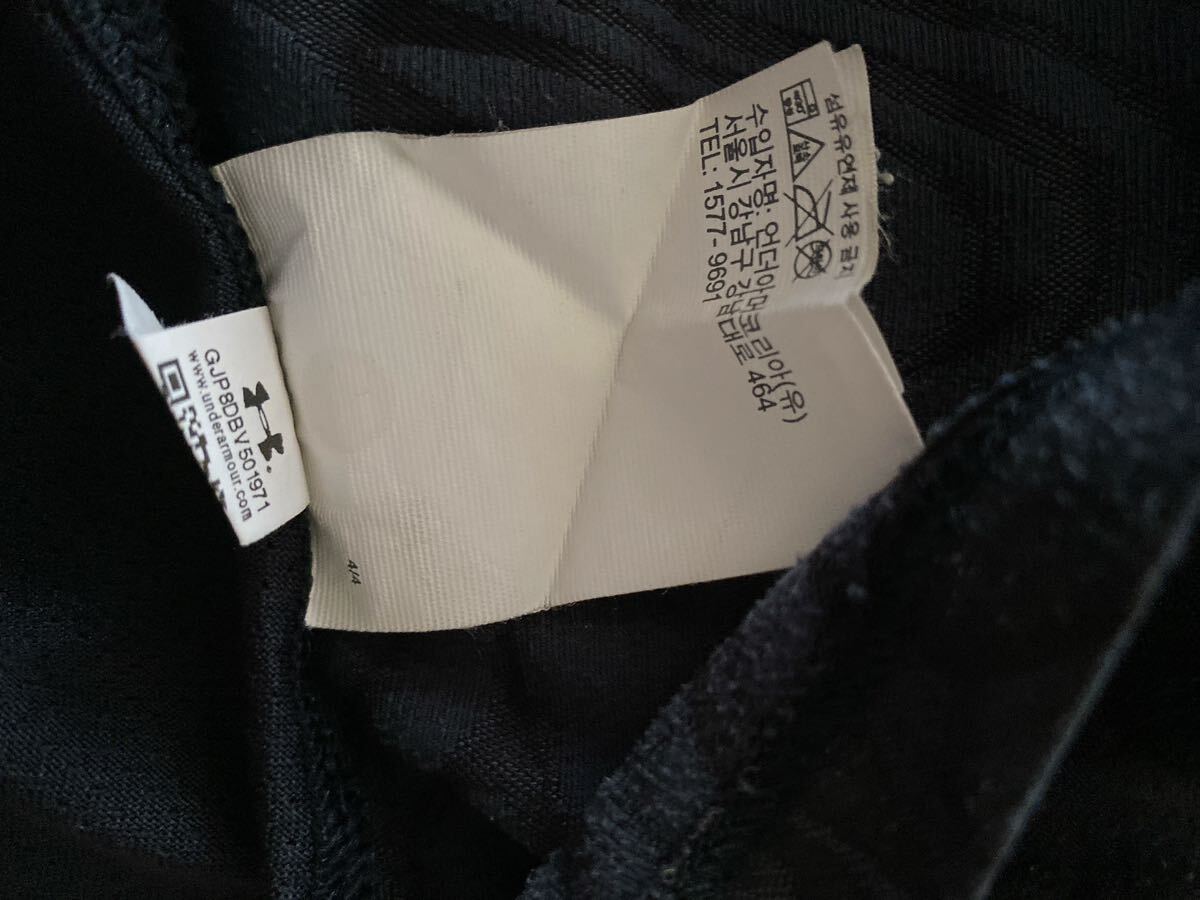 섬유유연제 사용 금지
수입자명: 언더아머코리아(유)
서울시 강남구 강남대로 464
TEL: 1577-9691
4/4
GJP8DBV501971
www.underarmour.com